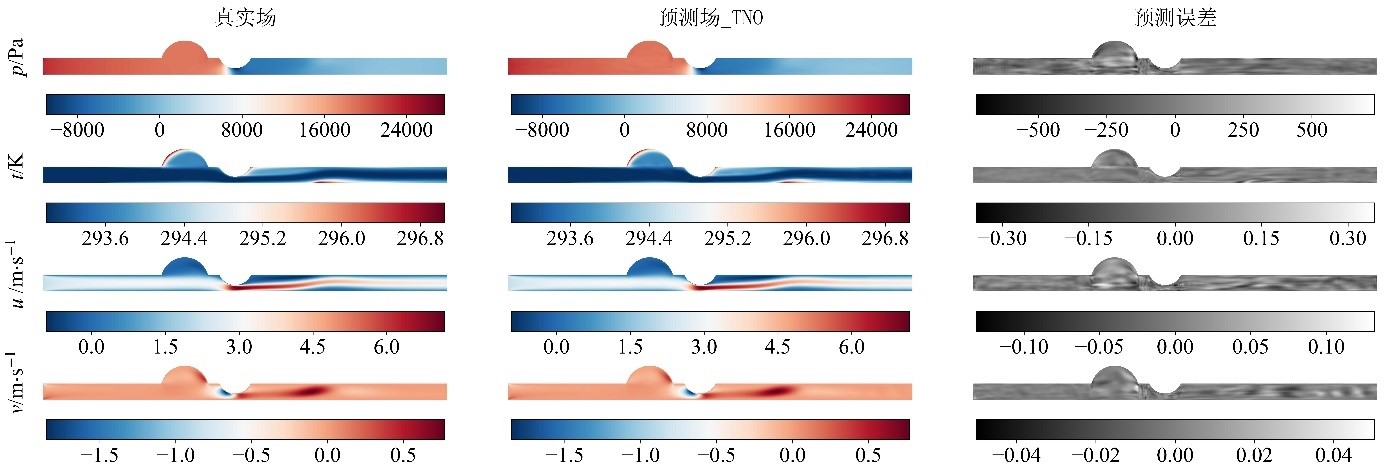 真实场 预测场_TNO 预测误差
p/Pa
−8000 0 8000 16000 24000 −8000 0 8000 16000 24000 −500 −250 0 250 500
t/K
293.6 294.4 295.2 296.0 296.8 293.6 294.4 295.2 296.0 296.8 −0.30 −0.15 0.00 0.15 0.30
u /m·s⁻¹
0.0 1.5 3.0 4.5 6.0 0.0 1.5 3.0 4.5 6.0 −0.10 −0.05 0.00 0.05 0.10
v/m·s⁻¹
−1.5 −1.0 −0.5 0.0 0.5 −1.5 −1.0 −0.5 0.0 0.5 −0.04 −0.02 0.00 0.02 0.04